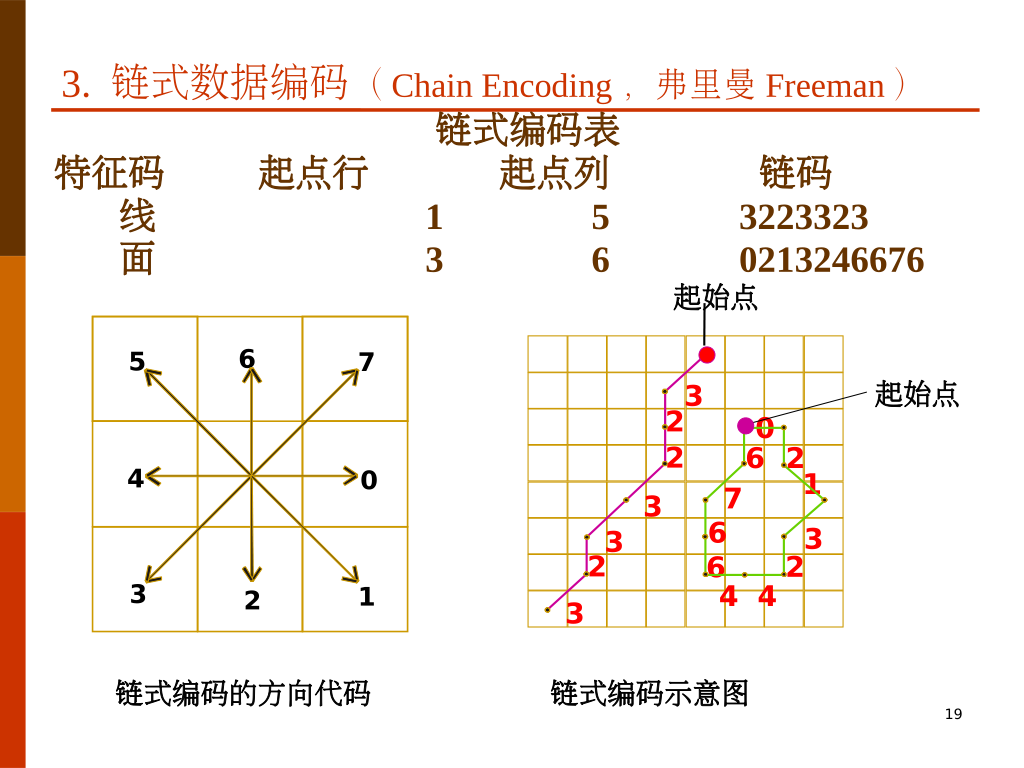 3. 链式数据编码（Chain Encoding，弗里曼 Freeman）
链式编码表
特征码 起点行 起点列 链码
线 1 5 3223323
面 3 6 0213246676
起始点
5 6 7
4 0
3 2 1
起始点
3
2 0
2 6 2
1
7
3
6
3 3
2 6 2
4 4
3
链式编码的方向代码 链式编码示意图
19